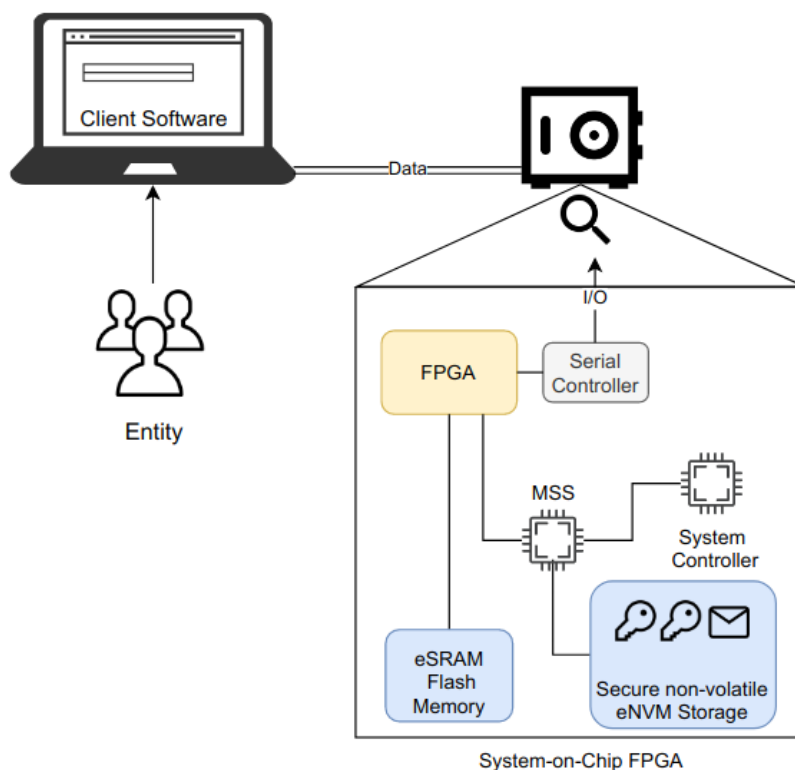 Client Software
Data
Entity
I/O
FPGA
Serial
Controller
MSS
System
Controller
eSRAM
Flash
Memory
Secure non-volatile
eNVM Storage
System-on-Chip FPGA